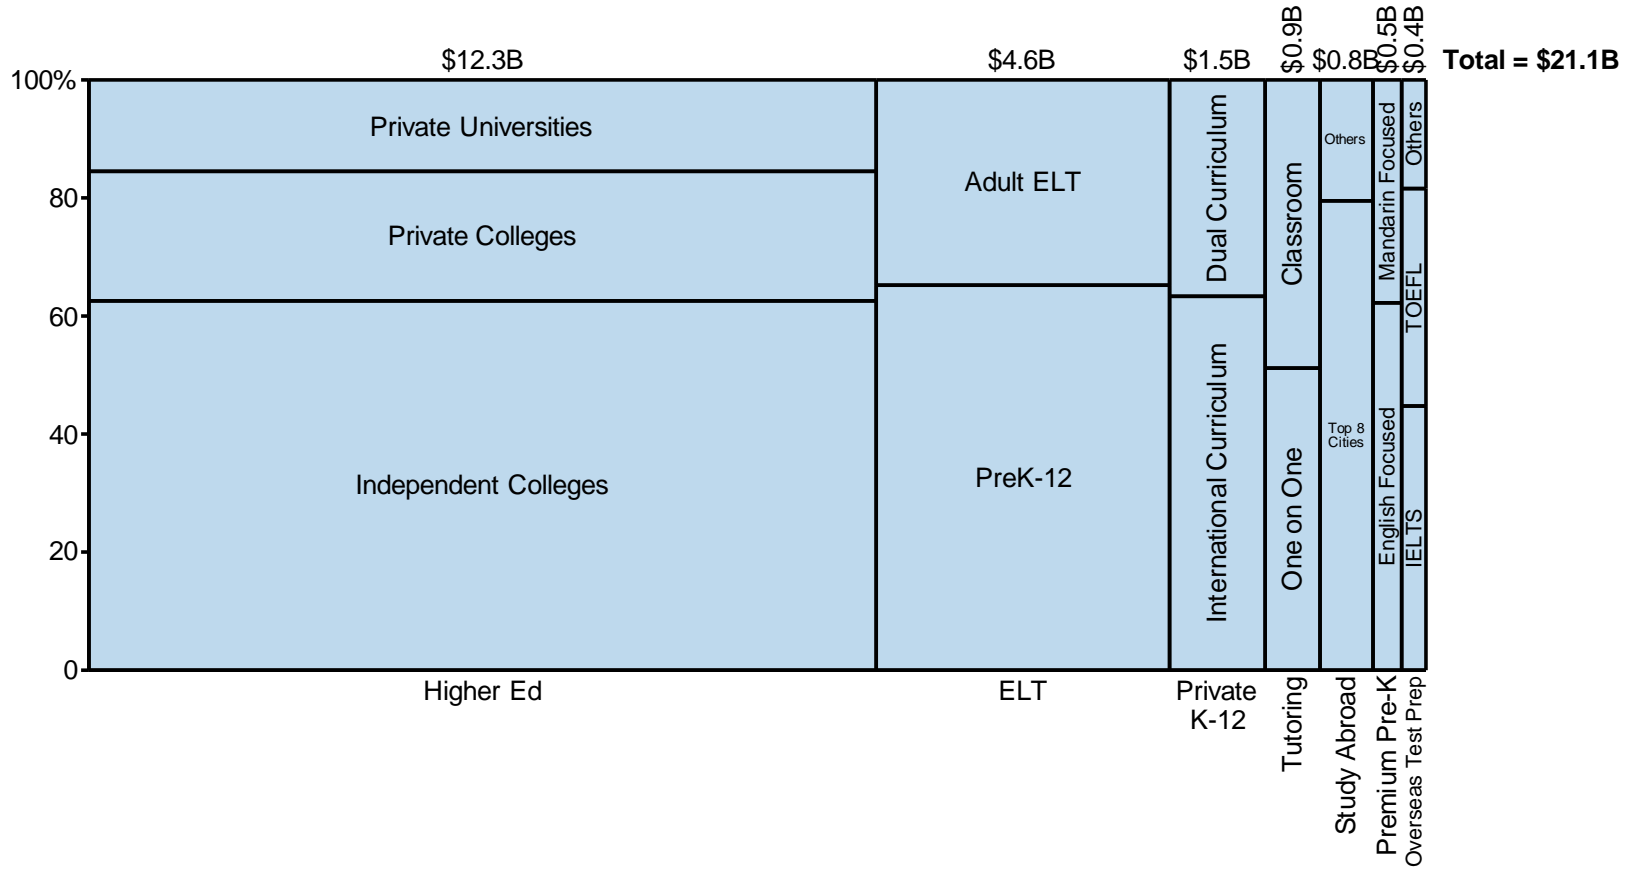 $12.3B
$4.6B
$1.5B
$0.9B
$0.8B
$0.5B
$0.4B
Total = $21.1B
100%
80
60
40
20
0
Private Universities
Private Colleges
Independent Colleges
Adult ELT
PreK-12
Dual Curriculum
International Curriculum
Classroom
One on One
Others
Top 8
Cities
Mandarin Focused
English Focused
Others
TOEFL
IELTS
Higher Ed
ELT
Private
K-12
Tutoring
Study Abroad
Premium Pre-K
Overseas Test Prep